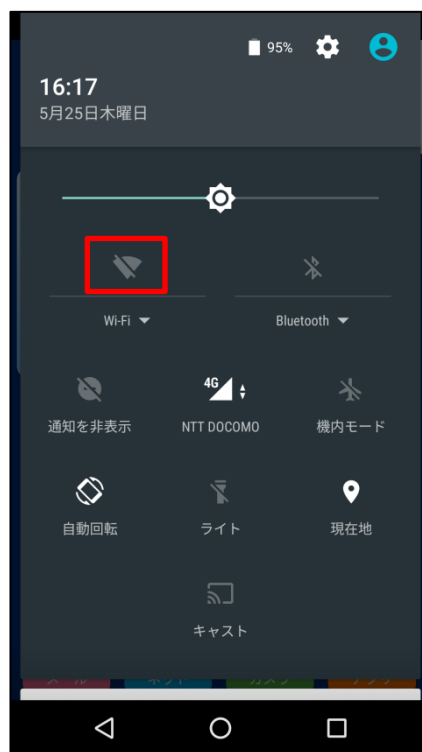 95%
16:17
5月25日木曜日
Wi-Fi
Bluetooth
通知を非表示
4G
NTT DOCOMO
機内モード
自動回転
ライト
現在地
キャスト